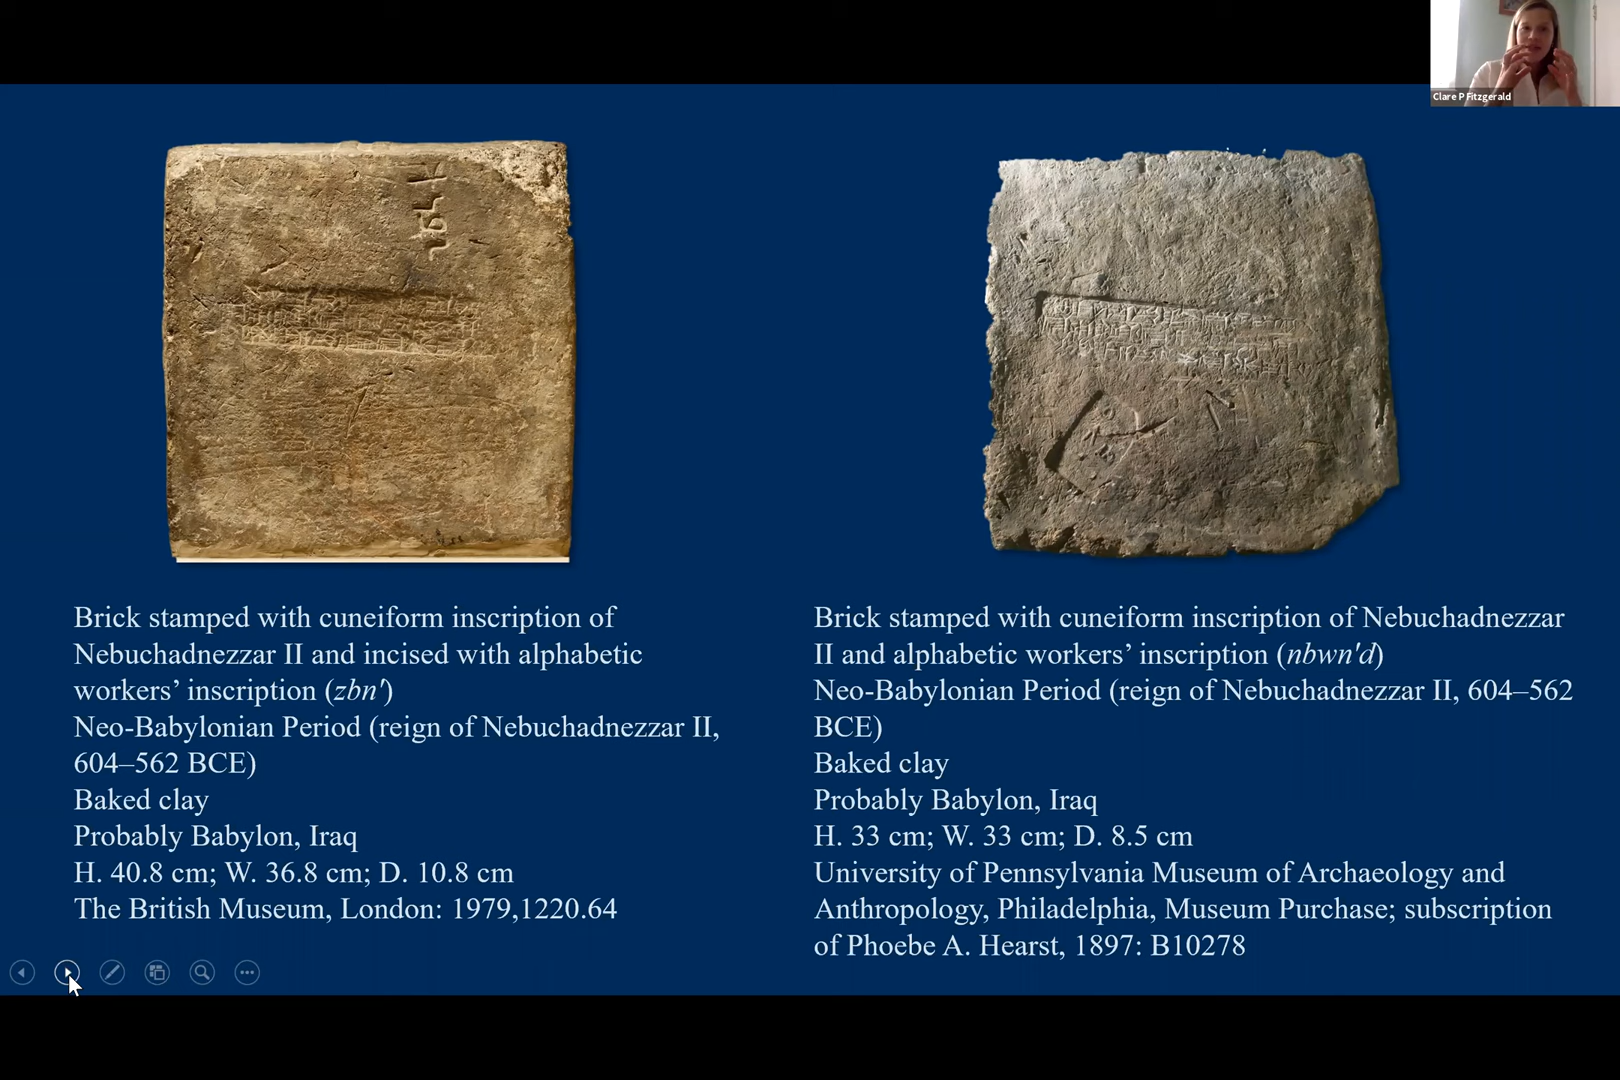 Clare P Fitzgerald
Brick stamped with cuneiform inscription of
Nebuchadnezzar II and incised with alphabetic
workers’ inscription (zbn')
Neo-Babylonian Period (reign of Nebuchadnezzar II,
604–562 BCE)
Baked clay
Probably Babylon, Iraq
H. 40.8 cm; W. 36.8 cm; D. 10.8 cm
The British Museum, London: 1979,1220.64
Brick stamped with cuneiform inscription of Nebuchadnezzar
II and alphabetic workers’ inscription (nbwn'd)
Neo-Babylonian Period (reign of Nebuchadnezzar II, 604–562
BCE)
Baked clay
Probably Babylon, Iraq
H. 33 cm; W. 33 cm; D. 8.5 cm
University of Pennsylvania Museum of Archaeology and
Anthropology, Philadelphia, Museum Purchase; subscription
of Phoebe A. Hearst, 1897: B10278